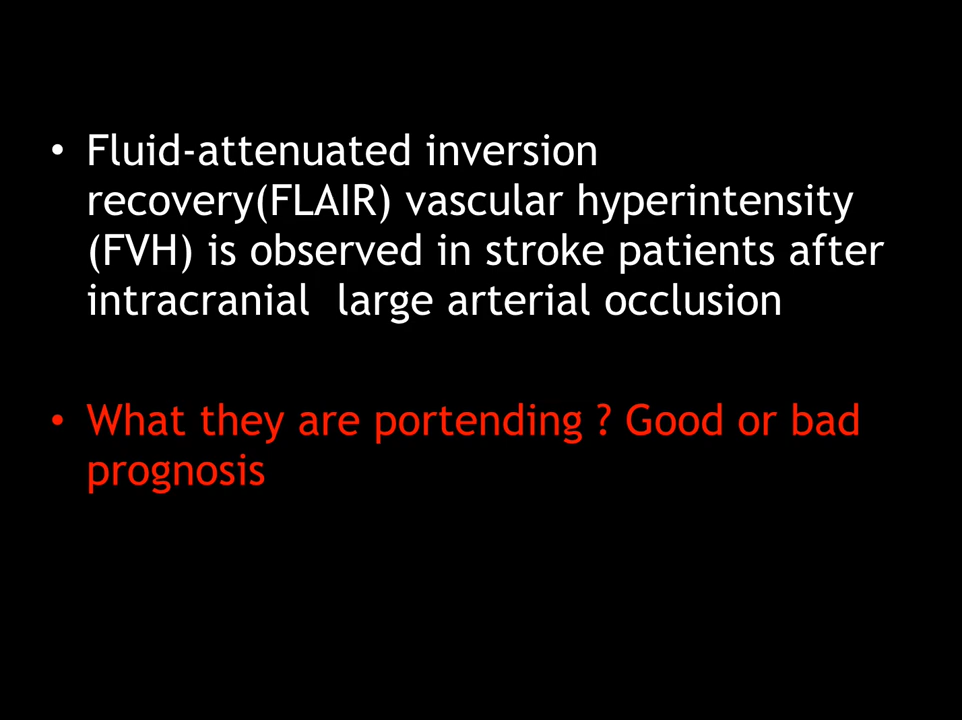 • Fluid-attenuated inversion
recovery(FLAIR) vascular hyperintensity
(FVH) is observed in stroke patients after
intracranial  large arterial occlusion
• What they are portending ? Good or bad
prognosis